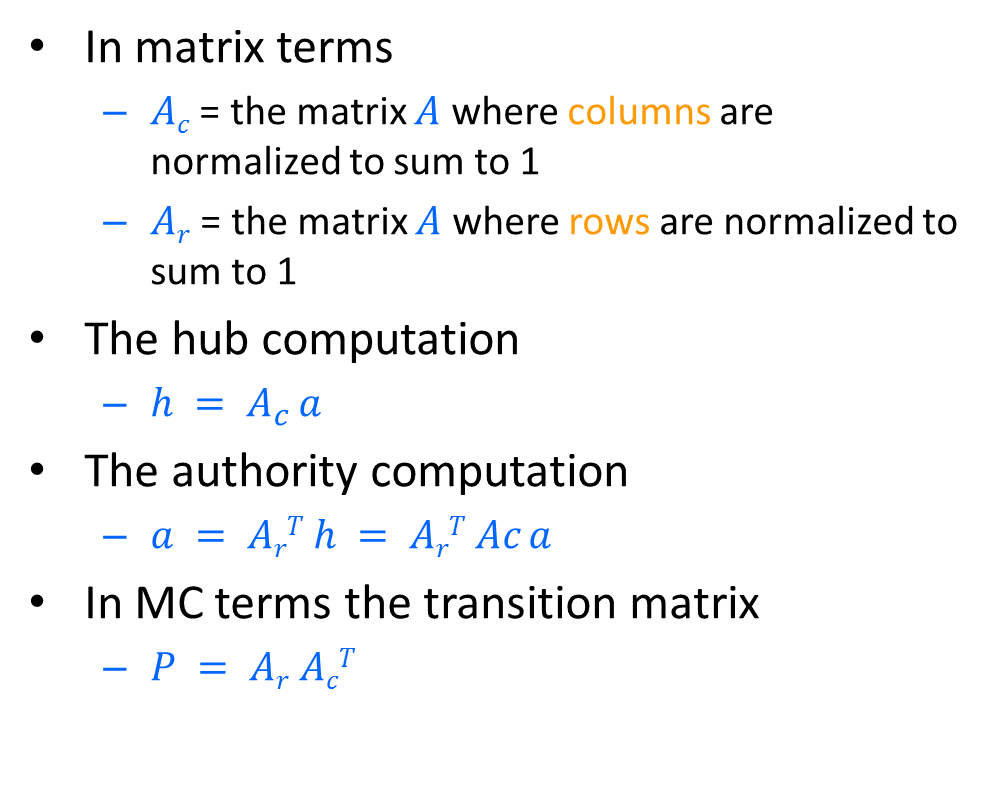 • In matrix terms
– A_c = the matrix A where columns are
normalized to sum to 1
– A_r = the matrix A where rows are normalized to
sum to 1
• The hub computation
– h = A_c a
• The authority computation
– a = A_r^T h = A_r^T Ac a
• In MC terms the transition matrix
– P = A_r A_c^T